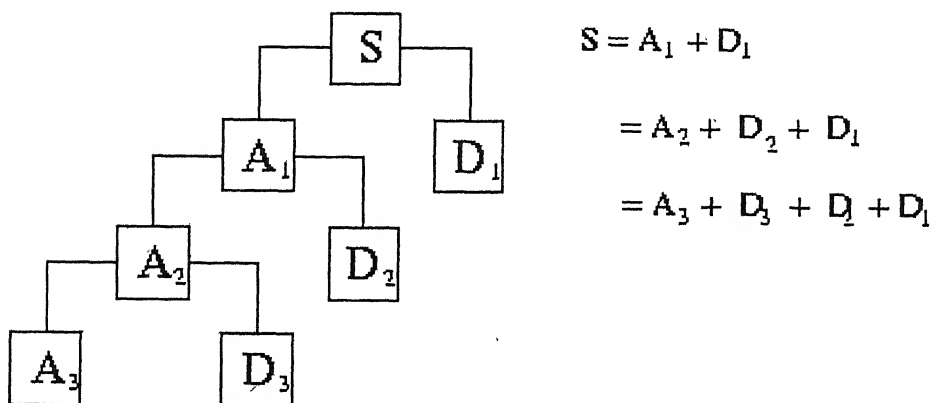 S
S = A₁ + D₁
A₁
D₁
= A₂ + D₂ + D₁
A₂
D₂
= A₃ + D₃ + D₂ + D₁
A₃
D₃